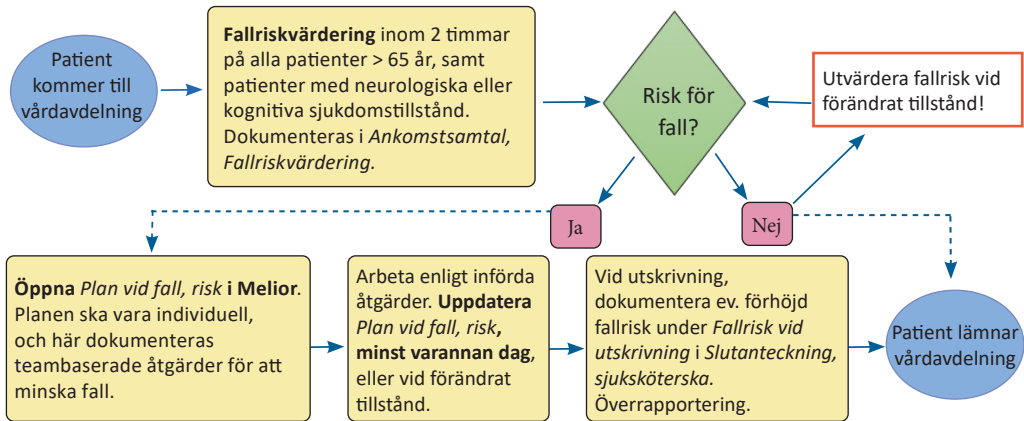 Patient
kommer till
vårdavdelning
Fallriskvärdering inom 2 timmar
på alla patienter > 65 år, samt
patienter med neurologiska eller
kognitiva sjukdomstillstånd.
Dokumenteras i Ankomstsamtal,
Fallriskvärdering.
Risk för
fall?
Utvärdera fallrisk vid
förändrat tillstånd!
Ja
Nej
Öppna Plan vid fall, risk i Melior.
Planen ska vara individuell,
och här dokumenteras
teambaserade åtgärder för att
minska fall.
Arbeta enligt införda
åtgärder. Uppdatera
Plan vid fall, risk,
minst varannan dag,
eller vid förändrat
tillstånd.
Vid utskrivning,
dokumentera ev. förhöjd
fallrisk under Fallrisk vid
utskrivning i Slutanteckning,
sjuksköterska.
Överrapportering.
Patient lämnar
vårdavdelning